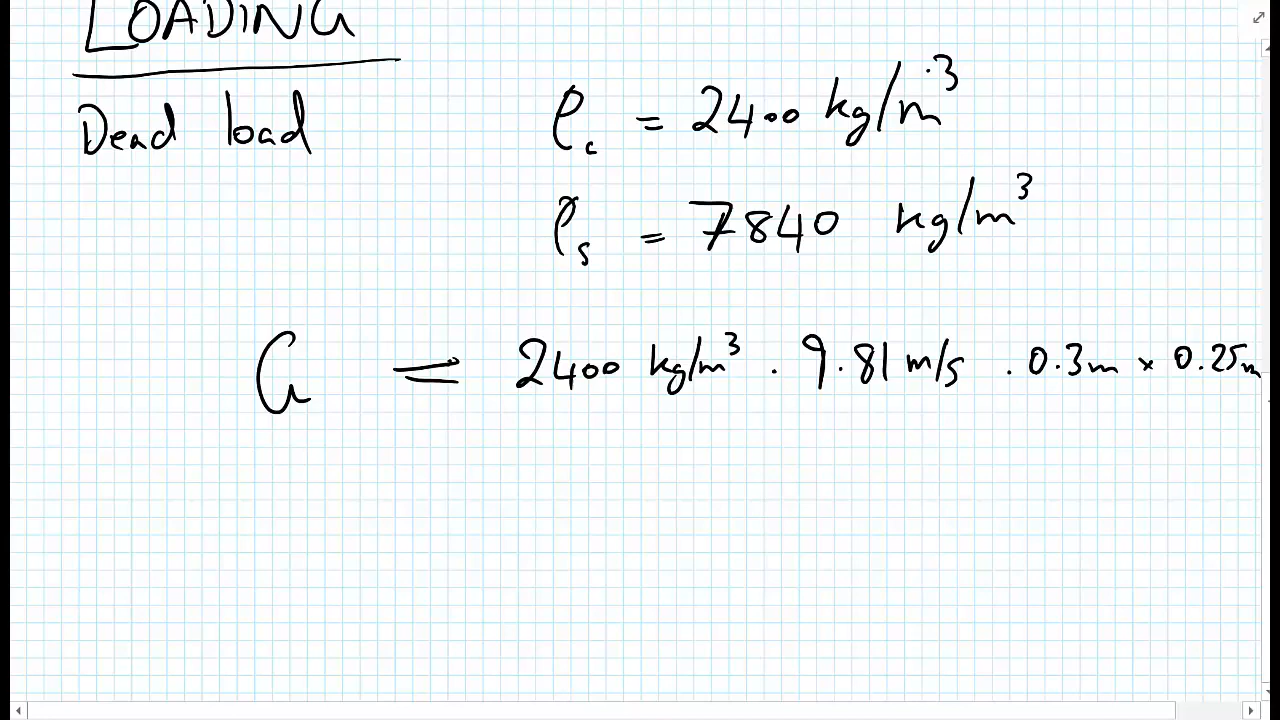 LOADING
Dead load
ρc = 2400 kg/m³
ρs = 7840 kg/m³
G = 2400 kg/m³ . 9.81 m/s . 0.3m × 0.25m